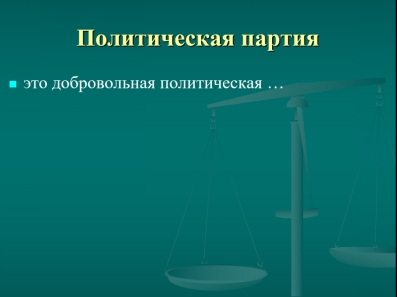 Политическая партия
это добровольная политическая …